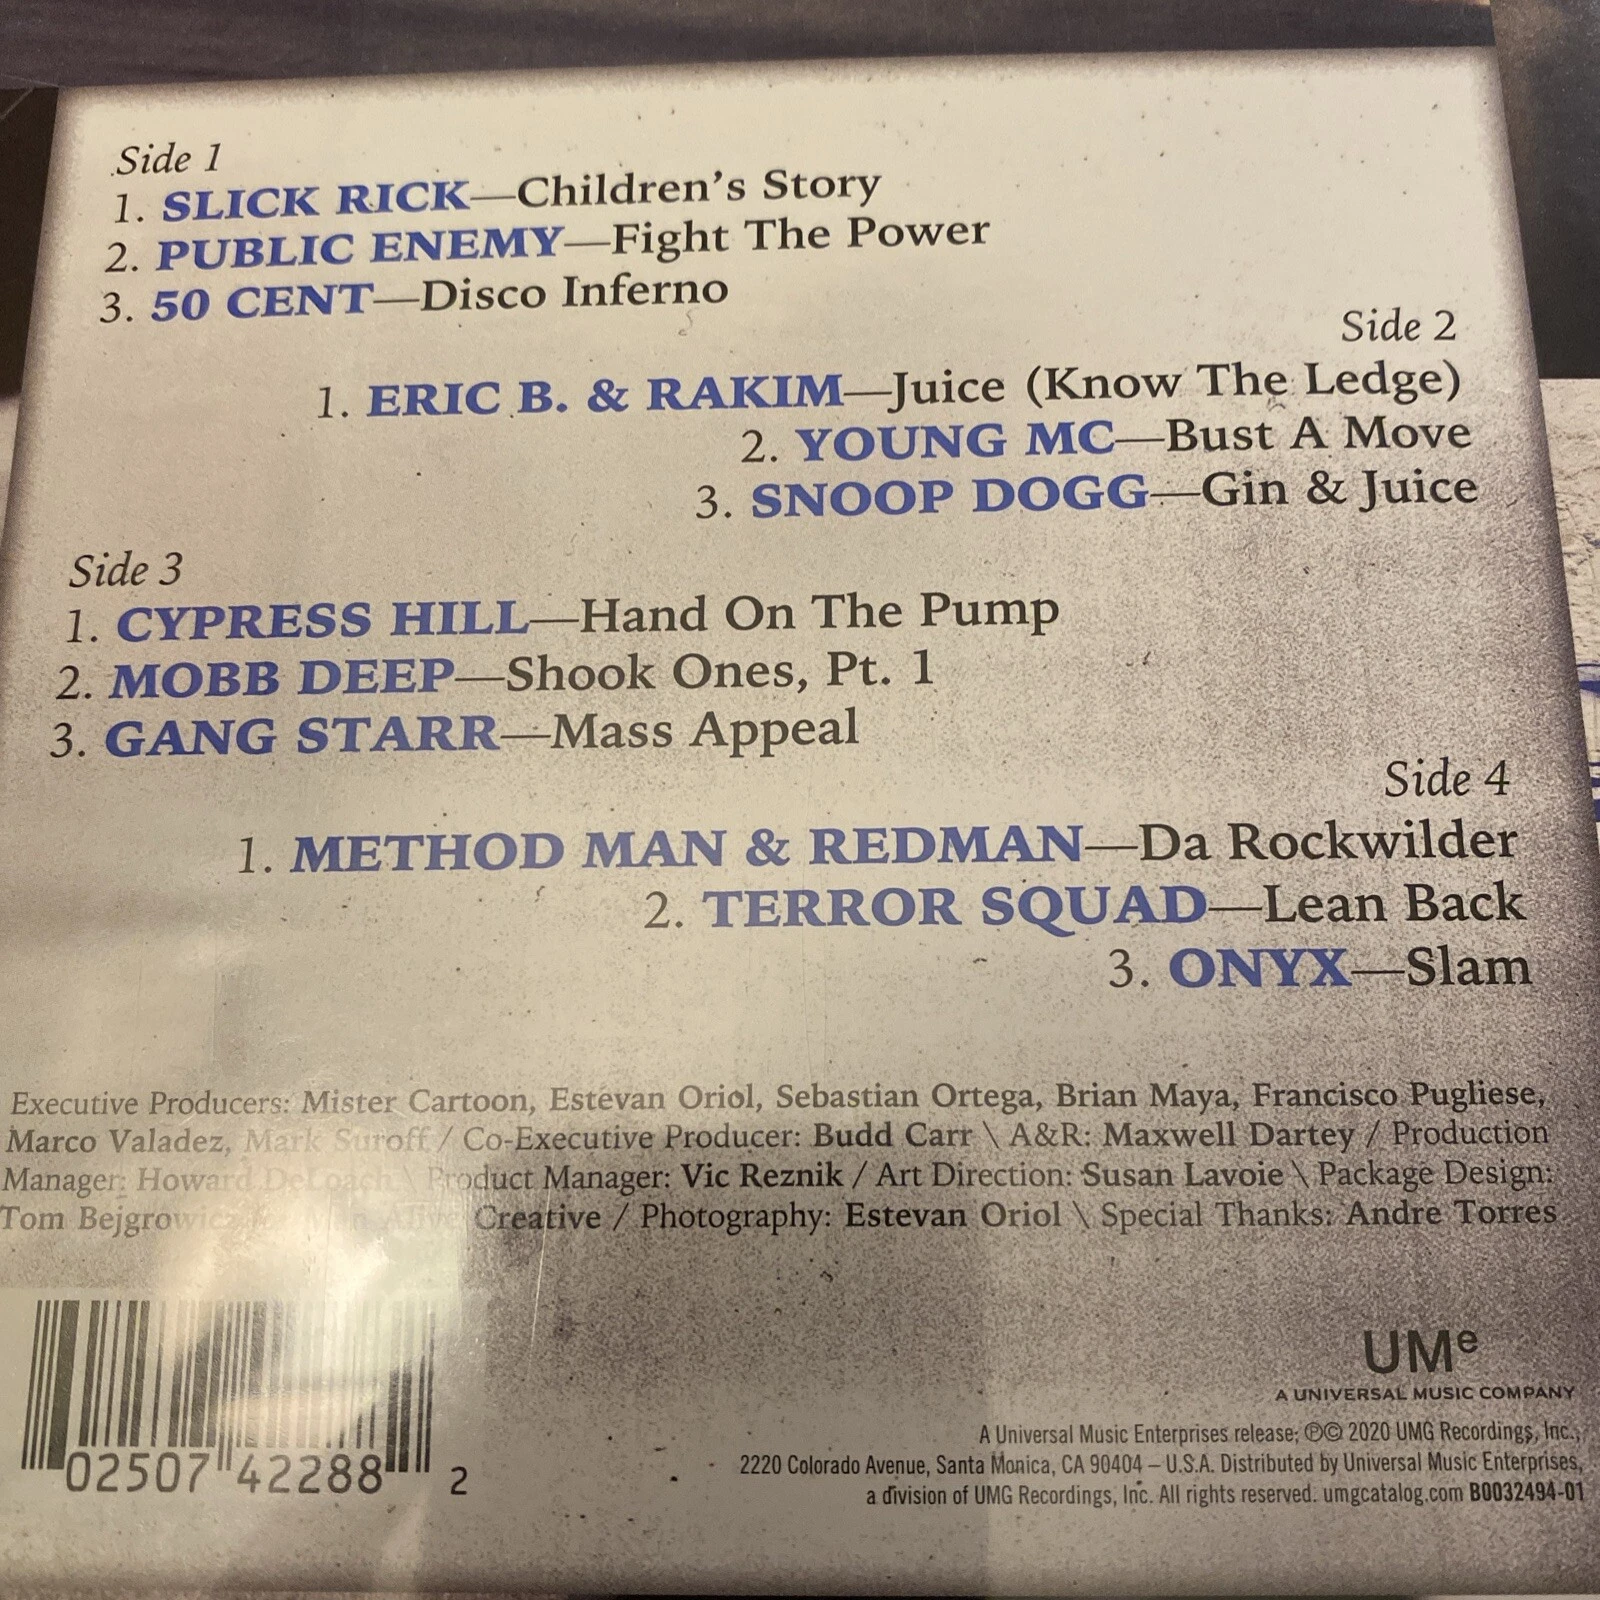 Side 1
1. SLICK RICK—Children's Story
2. PUBLIC ENEMY—Fight The Power
3. 50 CENT—Disco Inferno
Side 2
1. ERIC B. & RAKIM—Juice (Know The Ledge)
2. YOUNG MC—Bust A Move
3. SNOOP DOGG—Gin & Juice
Side 3
1. CYPRESS HILL—Hand On The Pump
2. MOBB DEEP—Shook Ones, Pt. 1
3. GANG STARR—Mass Appeal
Side 4
1. METHOD MAN & REDMAN—Da Rockwilder
2. TERROR SQUAD—Lean Back
3. ONYX—Slam
Executive Producers: Mister Cartoon, Estevan Oriol, Sebastian Ortega, Brian Maya, Francisco Pugliese,
Marco Valadez, Mark Suroff / Co-Executive Producer: Budd Carr \ A&R: Maxwell Dartey / Production
Manager: Howard DeLoach \ Product Manager: Vic Reznik / Art Direction: Susan Lavoie \ Package Design:
Tom Bejgrowicz Man Alive Creative / Photography: Estevan Oriol \ Special Thanks: Andre Torres
UMe
A UNIVERSAL MUSIC COMPANY
A Universal Music Enterprises release; ℗© 2020 UMG Recordings, Inc.,
2220 Colorado Avenue, Santa Monica, CA 90404 – U.S.A. Distributed by Universal Music Enterprises,
a division of UMG Recordings, Inc. All rights reserved. umgcatalog.com B0032494-01
02507 42288 2